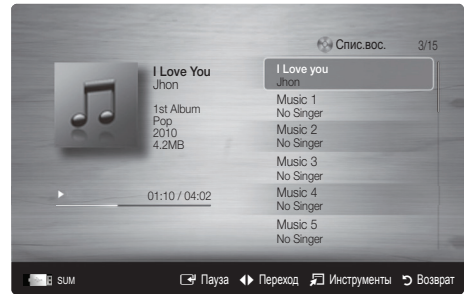 Спис.вос. 3/15
I Love You
Jhon
1st Album
Pop
2010
4.2MB
01:10 / 04:02
I Love you
Jhon
Music 1
No Singer
Music 2
No Singer
Music 3
No Singer
Music 4
No Singer
Music 5
No Singer
SUM Пауза Переход Инструменты Возврат